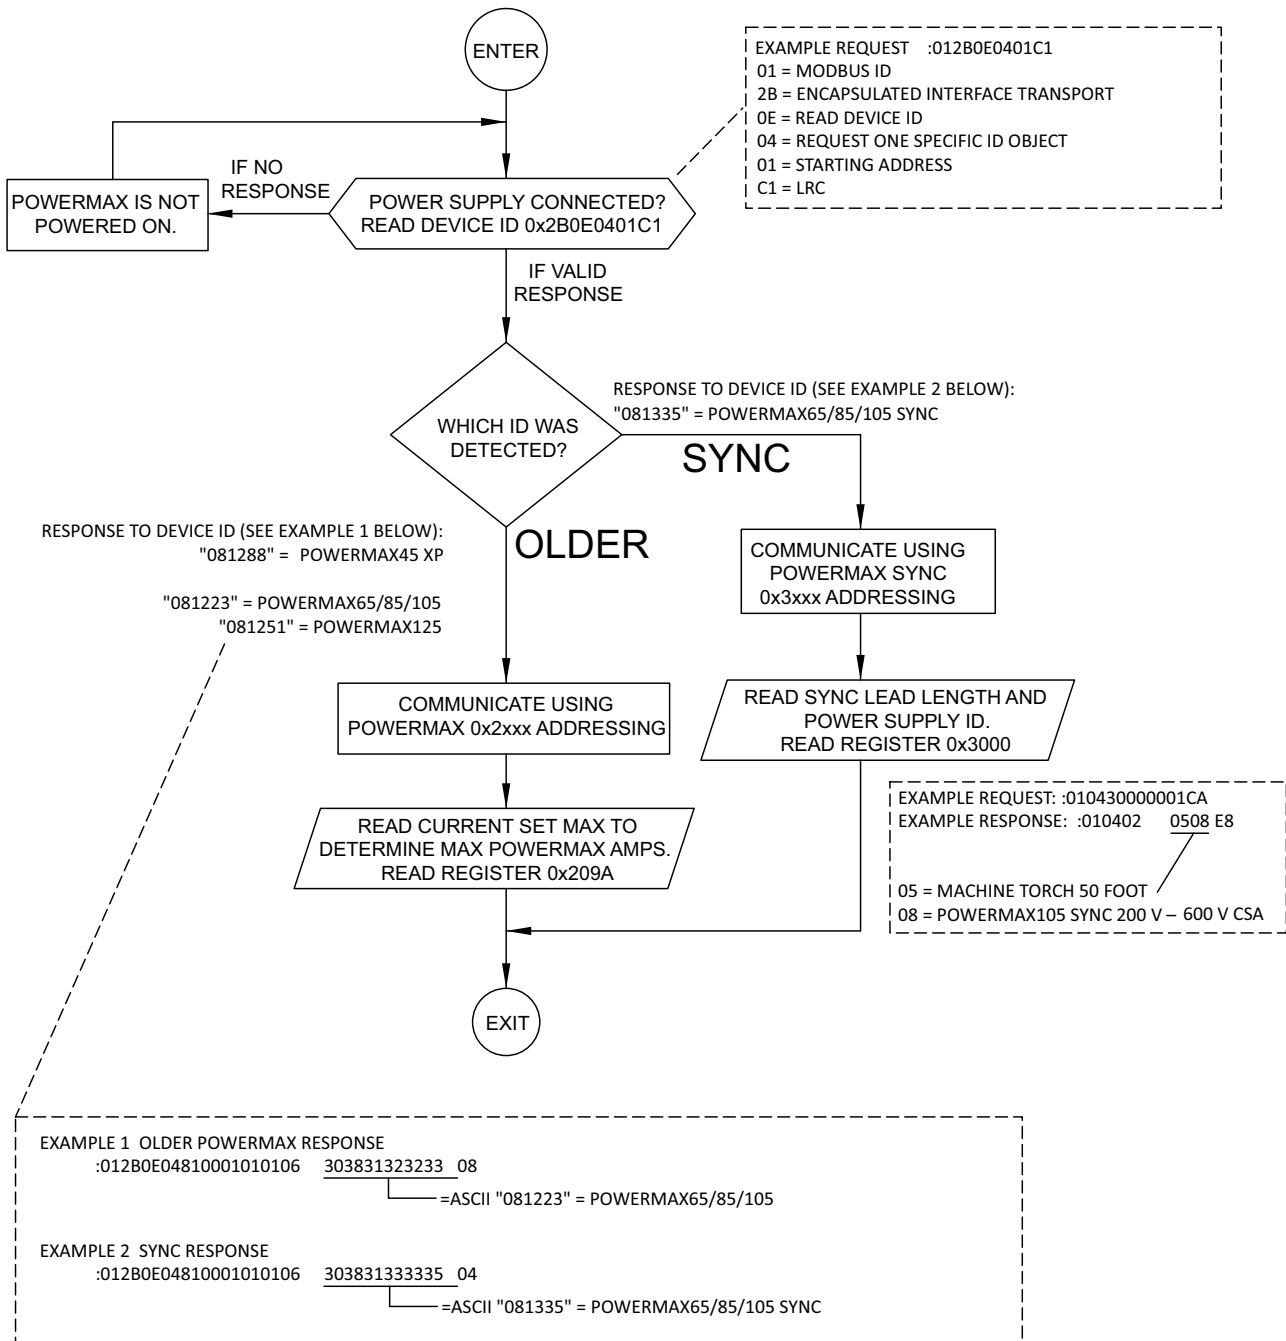 ENTER
EXAMPLE REQUEST :012B0E0401C1
01 = MODBUS ID
2B = ENCAPSULATED INTERFACE TRANSPORT
0E = READ DEVICE ID
04 = REQUEST ONE SPECIFIC ID OBJECT
01 = STARTING ADDRESS
C1 = LRC
IF NO
RESPONSE
POWERMAX IS NOT
POWERED ON.
POWER SUPPLY CONNECTED?
READ DEVICE ID 0x2B0E0401C1
IF VALID
RESPONSE
WHICH ID WAS
DETECTED?
RESPONSE TO DEVICE ID (SEE EXAMPLE 2 BELOW):
"081335" = POWERMAX65/85/105 SYNC
SYNC
RESPONSE TO DEVICE ID (SEE EXAMPLE 1 BELOW):
"081288" = POWERMAX45 XP
"081223" = POWERMAX65/85/105
"081251" = POWERMAX125
OLDER
COMMUNICATE USING
POWERMAX SYNC
0x3xxx ADDRESSING
COMMUNICATE USING
POWERMAX 0x2xxx ADDRESSING
READ SYNC LEAD LENGTH AND
POWER SUPPLY ID.
READ REGISTER 0x3000
READ CURRENT SET MAX TO
DETERMINE MAX POWERMAX AMPS.
READ REGISTER 0x209A
EXAMPLE REQUEST: :010430000001CA
EXAMPLE RESPONSE: :010402 0508 E8
05 = MACHINE TORCH 50 FOOT
08 = POWERMAX105 SYNC 200 V – 600 V CSA
EXIT
EXAMPLE 1 OLDER POWERMAX RESPONSE
:012B0E04810001010106 303831323233 08
=ASCII "081223" = POWERMAX65/85/105
EXAMPLE 2 SYNC RESPONSE
:012B0E04810001010106 303831333335 04
=ASCII "081335" = POWERMAX65/85/105 SYNC